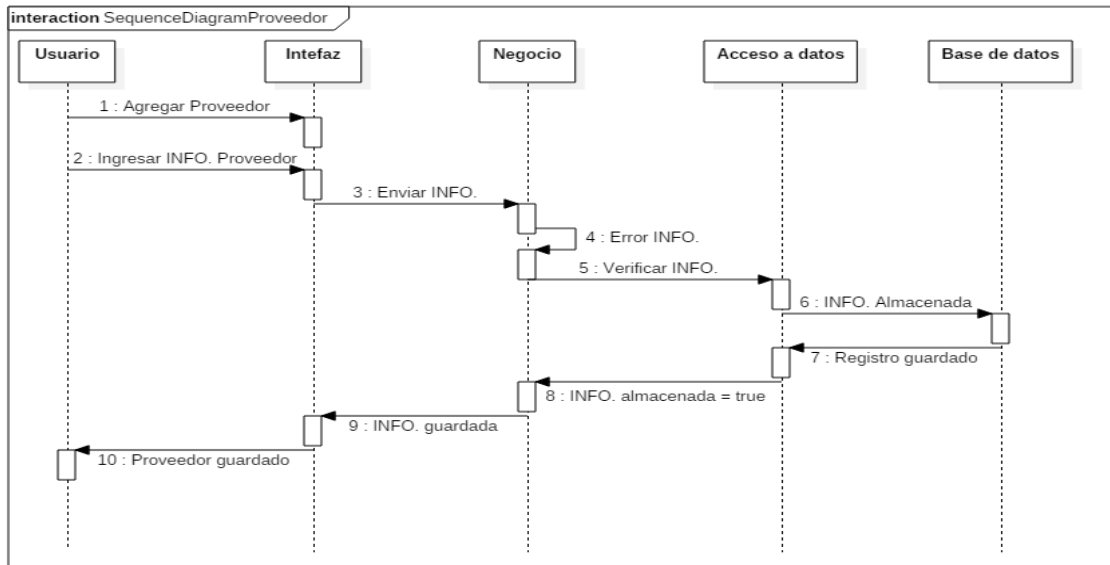 interaction SequenceDiagramProveedor
Usuario
Intefaz
Negocio
Acceso a datos
Base de datos
1 : Agregar Proveedor
2 : Ingresar INFO. Proveedor
3 : Enviar INFO.
4 : Error INFO.
5 : Verificar INFO.
6 : INFO. Almacenada
7 : Registro guardado
8 : INFO. almacenada = true
9 : INFO. guardada
10 : Proveedor guardado